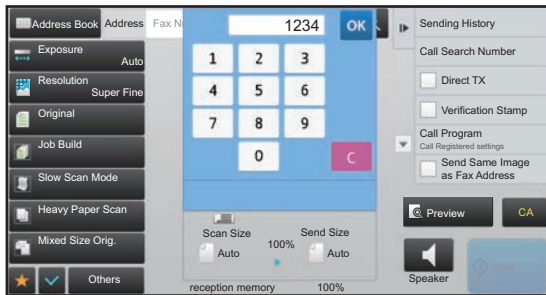 Address Book
Address
Fax N
1234
OK
Sending History
Exposure
Auto
1 2 3
Call Search Number
Resolution
Super Fine
4 5 6
Direct TX
Original
7 8 9
Verification Stamp
Job Build
0
C
Call Program
Call Registered settings
Slow Scan Mode
Send Same Image
as Fax Address
Heavy Paper Scan
Scan Size
Auto
100%
Send Size
Auto
Preview
CA
Mixed Size Orig.
Others
Speaker
Start
reception memory 100%